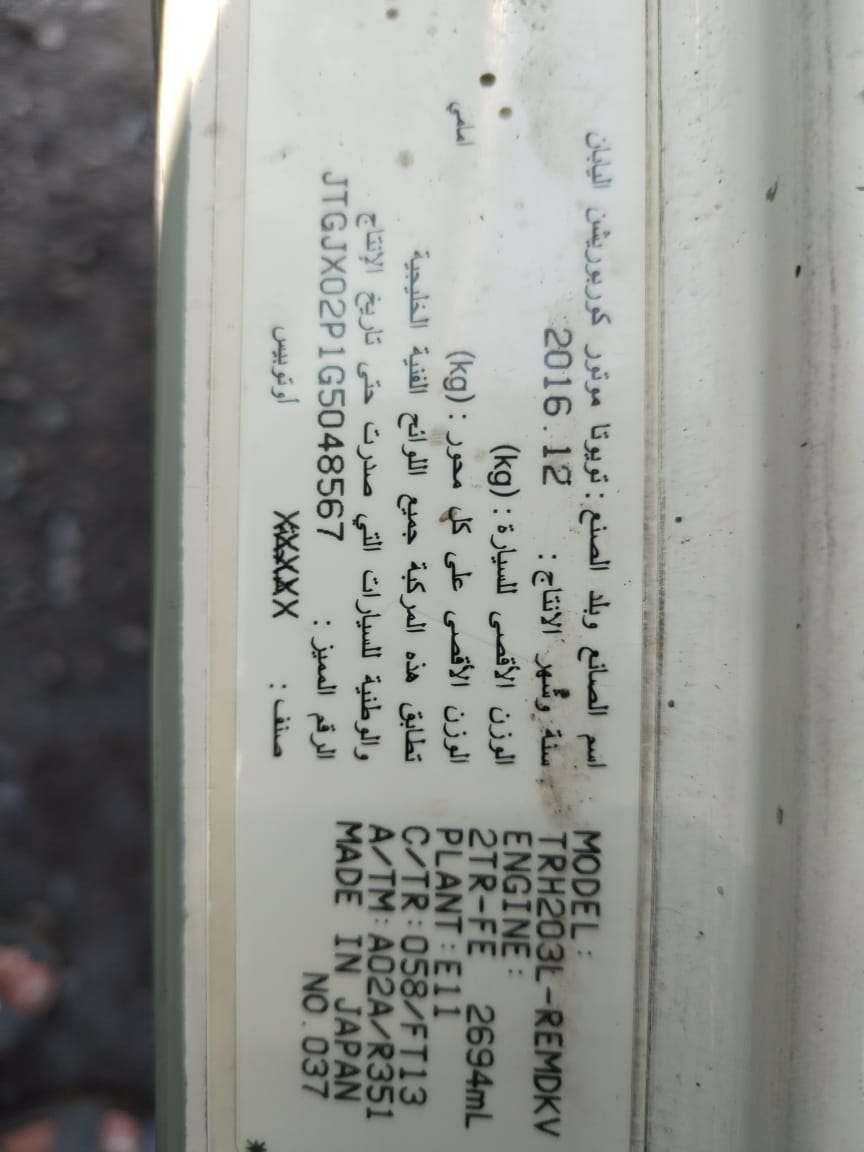 اسم الصانع وبلد الصنع : تويوتا موتور كوربوريشن اليابان
سنة وشهر الانتاج : 2016.12
الوزن الأقصى للسيارة : (kg)
الوزن الأقصى على كل محور : (kg) امامي
تطابق هذه المركبة جميع اللوائح الفنية الخليجية
والوطنية للسيارات التي صدرت حتى تاريخ الإنتاج
الرقم المميز : JTGJX02P1G5048567
صنف : XXXXX أوتوبيس
MODEL:
TRH203L-REMDKV
ENGINE:
2TR-FE 2694mL
PLANT:E11
C/TR:058/FT13
A/TM:A02A/R351
MADE IN JAPAN
NO.037
*